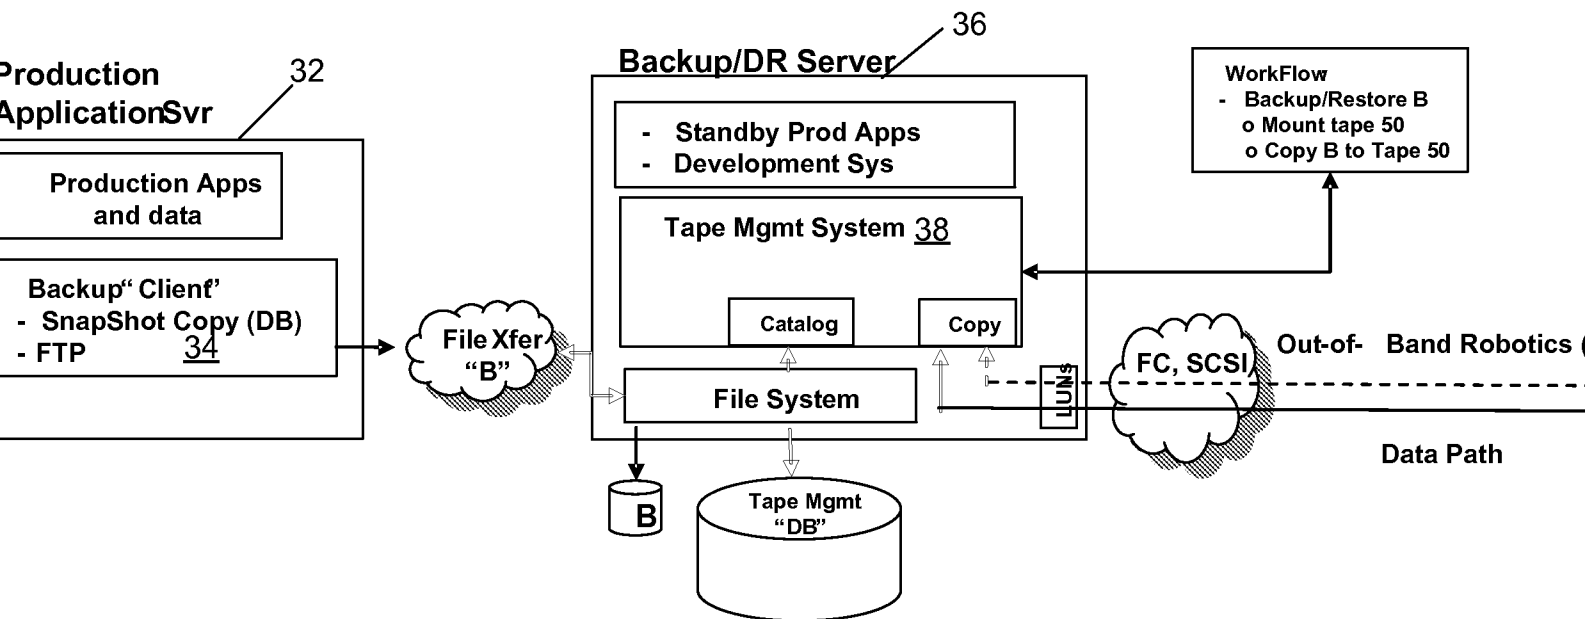 Production
ApplicationSvr
32
Production Apps
and data
Backup“Client”
- SnapShot Copy (DB)
- FTP
34
File Xfer
“B”
Backup/DR Server
36
- Standby Prod Apps
- Development Sys
Tape Mgmt System 38
Catalog
Copy
File System
LUNs
B
Tape Mgmt
“DB”
WorkFlow
- Backup/Restore B
o Mount tape 50
o Copy B to Tape 50
FC, SCSI
Out-of- Band Robotics (
Data Path